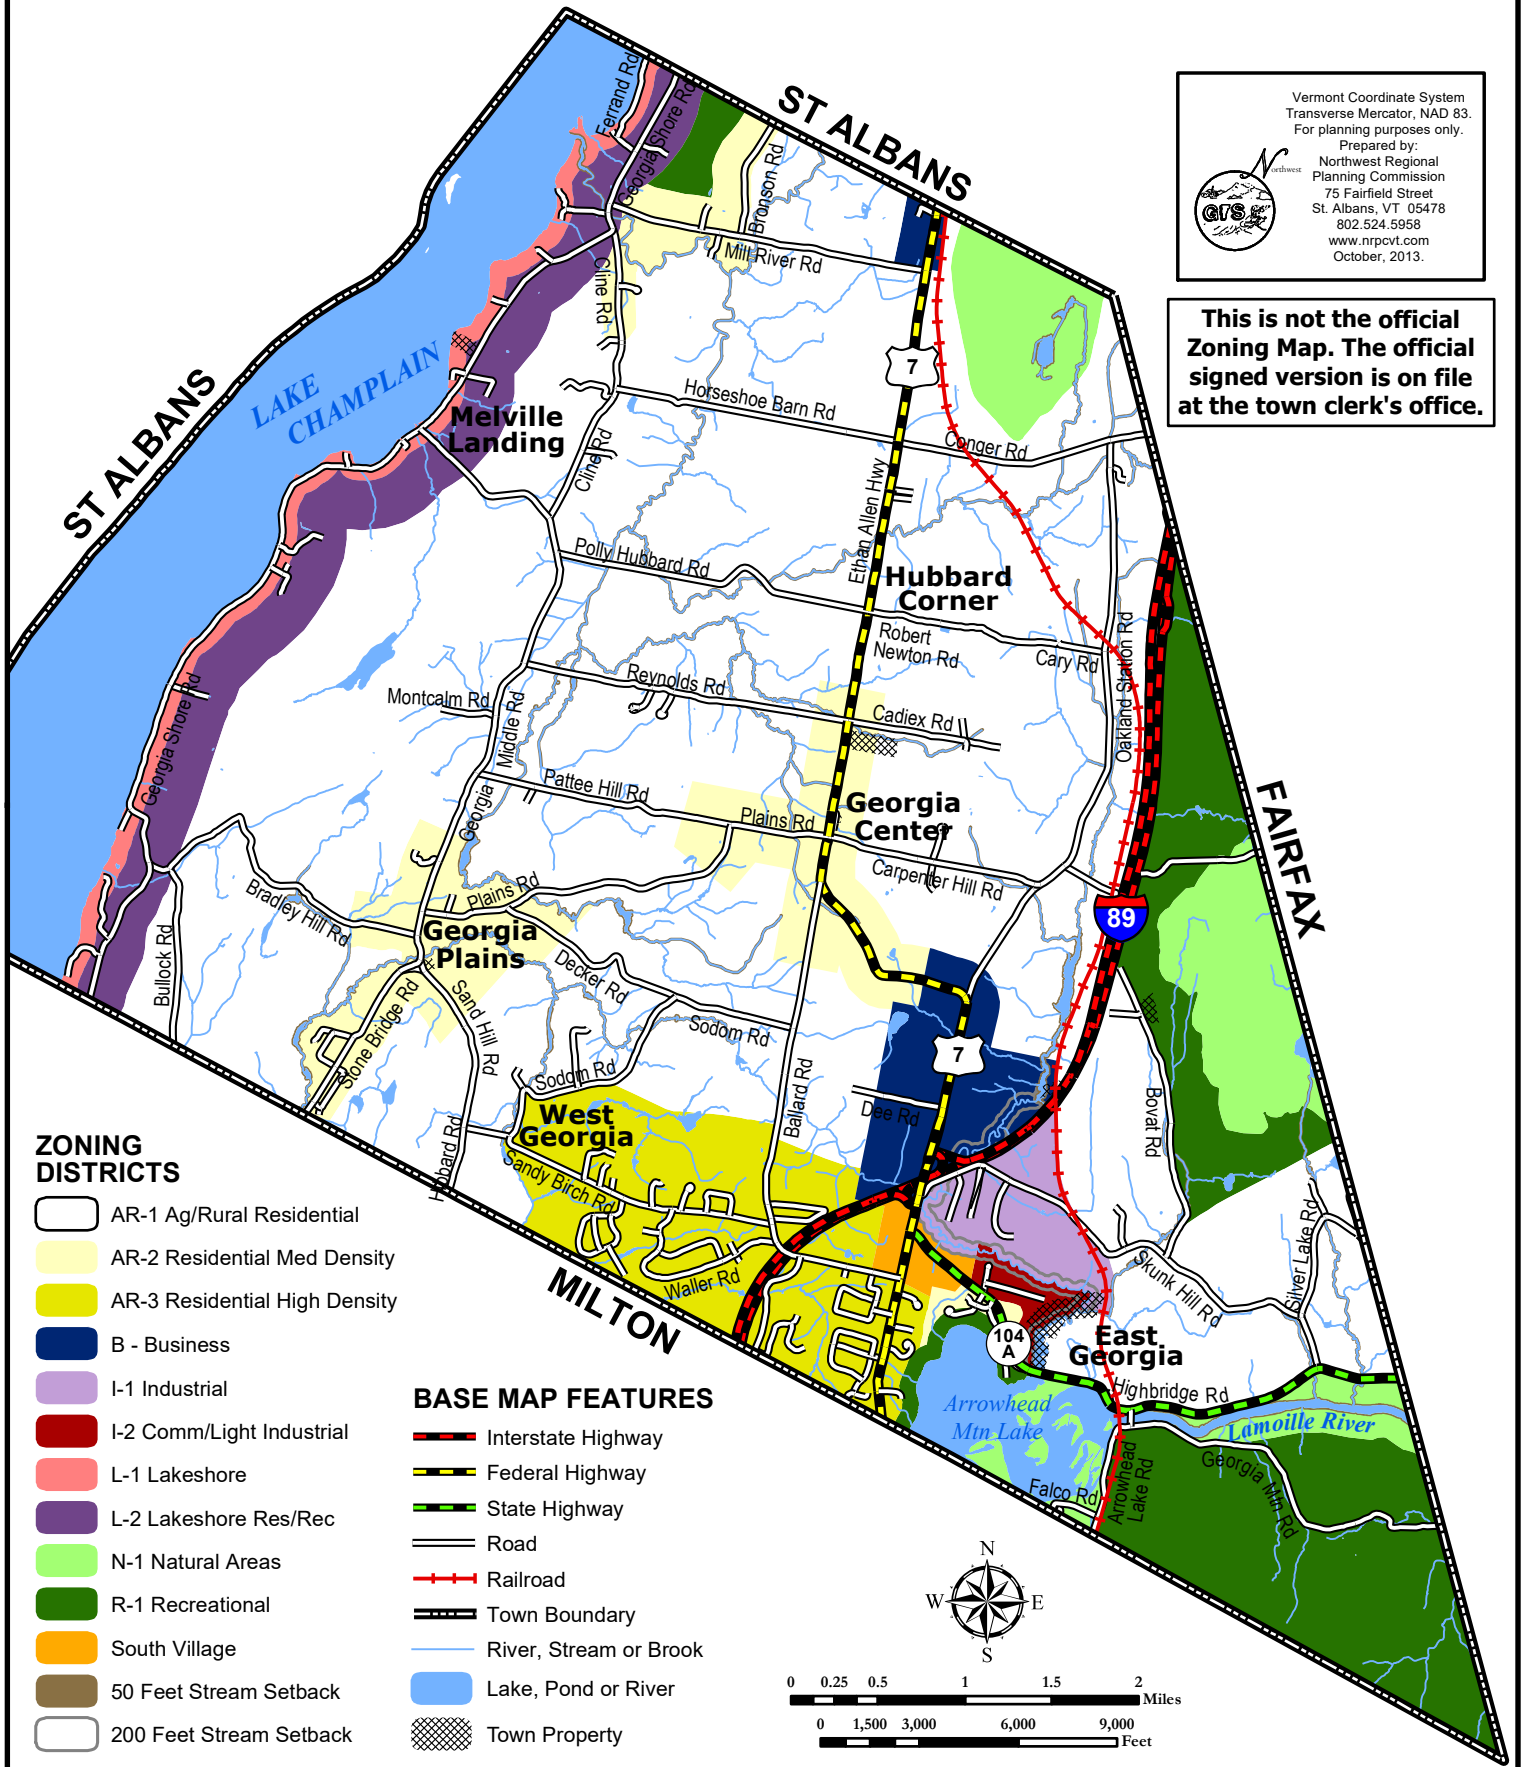 ST ALBANS
Vermont Coordinate System
Transverse Mercator, NAD 83.
For planning purposes only.
Prepared by:
Northwest Regional
Planning Commission
75 Fairfield Street
St. Albans, VT 05478
802.524.5958
www.nrpcvt.com
October, 2013.
Northwest
GIS
This is not the official
Zoning Map. The official
signed version is on file
at the town clerk's office.
Ferrand Rd
Georgia Shore Rd
Bronson Rd
Mill River Rd
Cline Rd
7
LAKE
CHAMPLAIN
ST ALBANS
Melville
Landing
Horseshoe Barn Rd
Conger Rd
Cline Rd
Ethan Allen Hwy
Polly Hubbard Rd
Hubbard
Corner
Robert
Newton Rd
Cary Rd
Oakland Station Rd
Reynolds Rd
Montcalm Rd
Cadiex Rd
Georgia Shore Rd
Georgia Middle Rd
Pattee Hill Rd
Plains Rd
Georgia
Center
Carpenter Hill Rd
FAIRFAX
Bradley Hill Rd
Plains Rd
89
Georgia
Plains
Bullock Rd
Decker Rd
Stone Bridge Rd
Sand Hill Rd
Sodom Rd
7
Sodom Rd
Ballard Rd
Dee Rd
Bovat Rd
West
Georgia
Hibbard Rd
Sandy Birch Rd
Waller Rd
MILTON
Skunk Hill Rd
Silver Lake Rd
104
A
East
Georgia
Highbridge Rd
Arrowhead
Mtn Lake
Lamoille River
Georgia Mtn Rd
Falco Rd
Arrowhead
Lake Rd
ZONING
DISTRICTS
AR-1 Ag/Rural Residential
AR-2 Residential Med Density
AR-3 Residential High Density
B - Business
I-1 Industrial
I-2 Comm/Light Industrial
L-1 Lakeshore
L-2 Lakeshore Res/Rec
N-1 Natural Areas
R-1 Recreational
South Village
50 Feet Stream Setback
200 Feet Stream Setback
BASE MAP FEATURES
Interstate Highway
Federal Highway
State Highway
Road
Railroad
Town Boundary
River, Stream or Brook
Lake, Pond or River
Town Property
N
W E
S
0 0.25 0.5 1 1.5 2
Miles
0 1,500 3,000 6,000 9,000
Feet